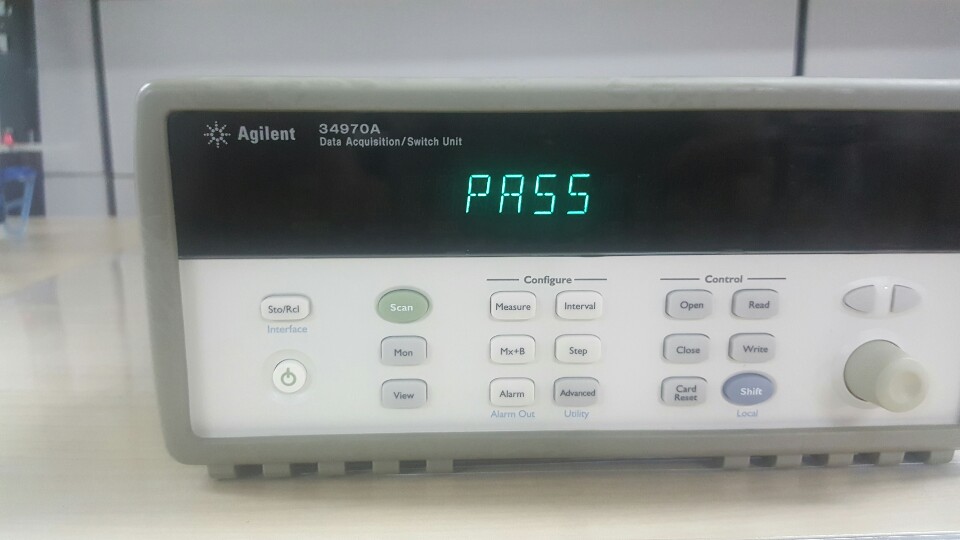 Agilent
34970A
Data Acquisition/Switch Unit
PASS
Configure
Control
Sto/Rcl
Scan
Measure
Interval
Open
Read
Interface
Mon
Mx+B
Step
Close
Write
View
Alarm
Advanced
Card
Reset
Shift
Alarm Out
Utility
Local